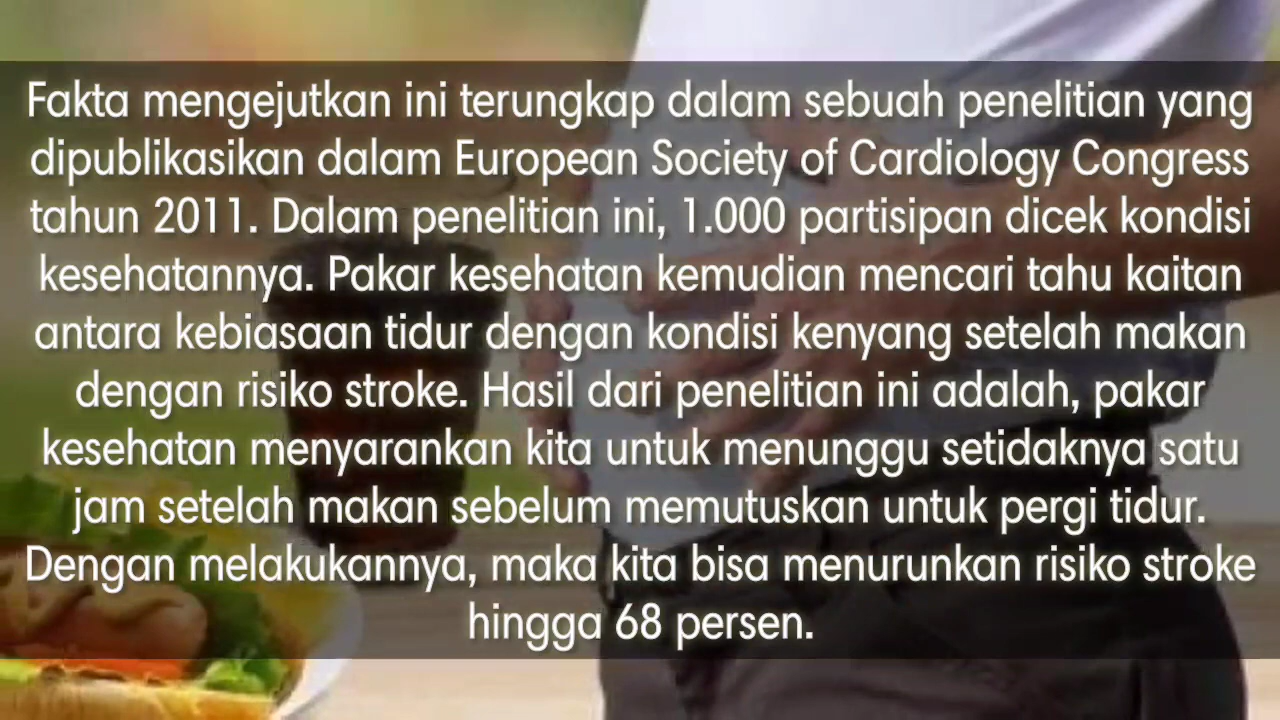 Fakta mengejutkan ini terungkap dalam sebuah penelitian yang
dipublikasikan dalam European Society of Cardiology Congress
tahun 2011. Dalam penelitian ini, 1.000 partisipan dicek kondisi
kesehatannya. Pakar kesehatan kemudian mencari tahu kaitan
antara kebiasaan tidur dengan kondisi kenyang setelah makan
dengan risiko stroke. Hasil dari penelitian ini adalah, pakar
kesehatan menyarankan kita untuk menunggu setidaknya satu
jam setelah makan sebelum memutuskan untuk pergi tidur.
Dengan melakukannya, maka kita bisa menurunkan risiko stroke
hingga 68 persen.